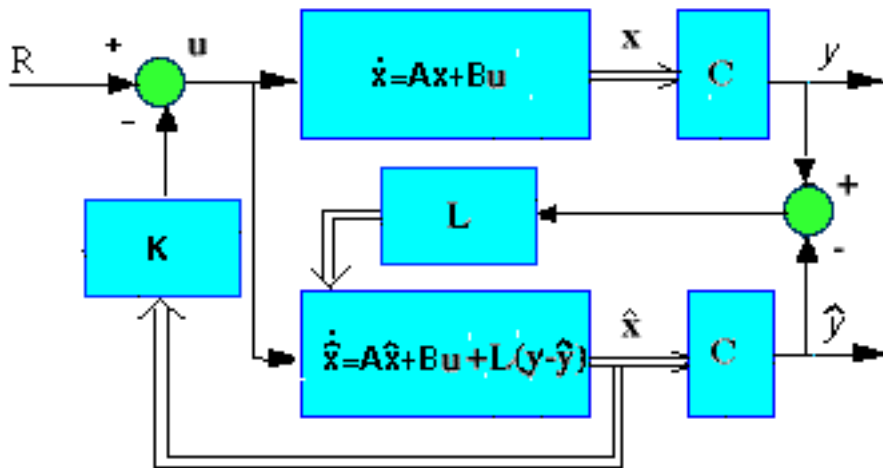 R + u ẋ=Ax+Bu x C y
-
K L +
-
x̂̇=Ax̂+Bu+L(y-ŷ) x̂ C ŷ